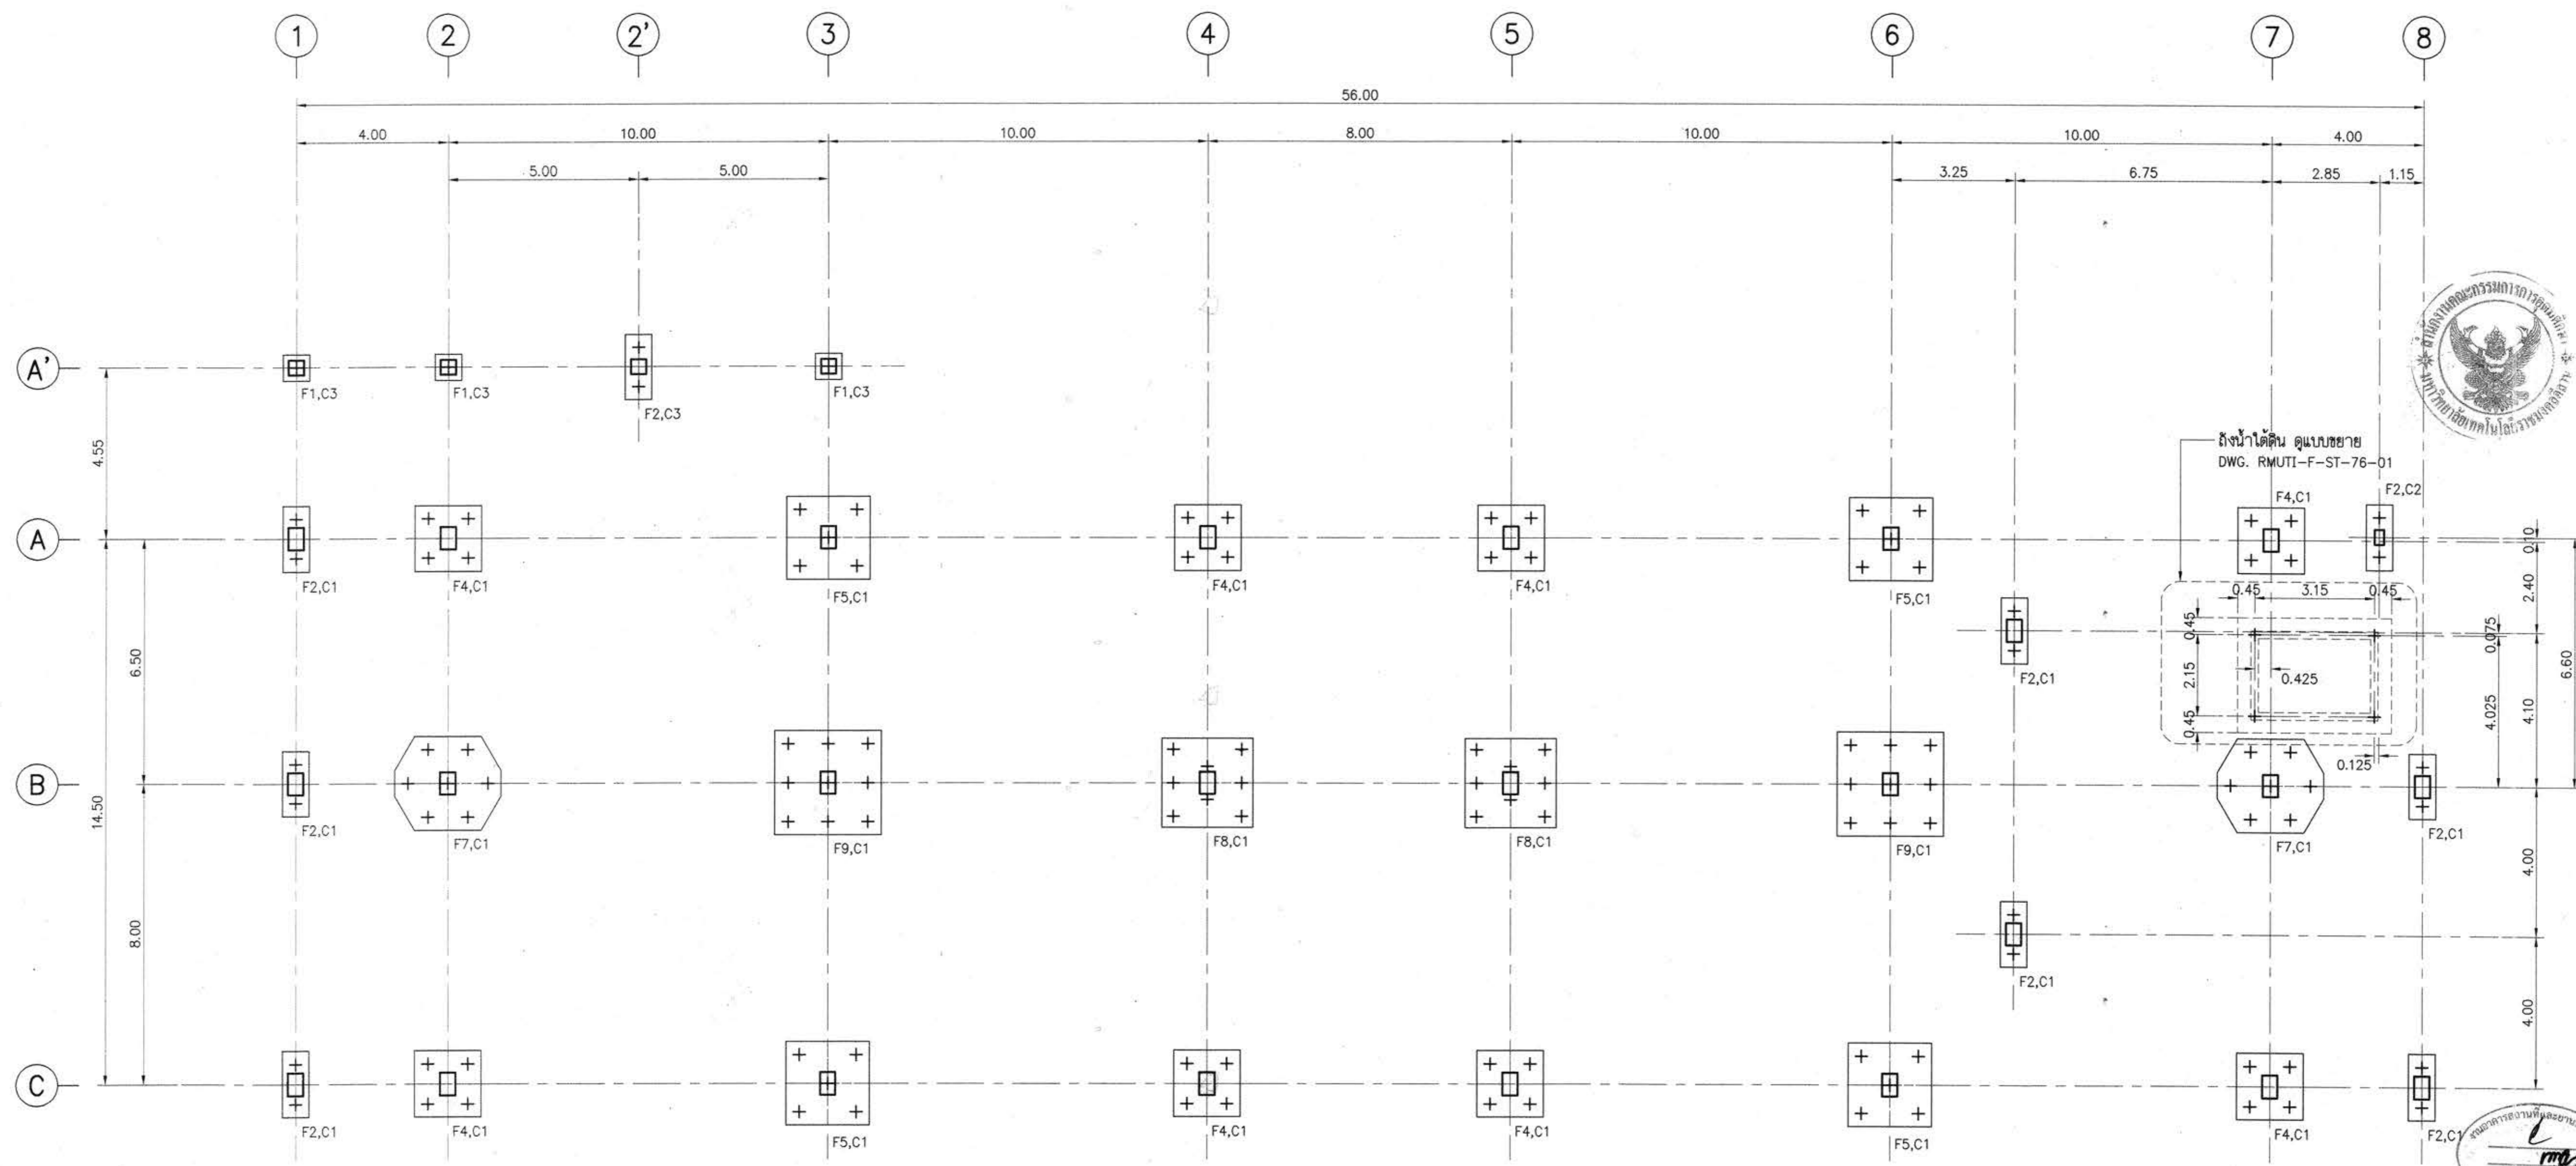 1 2 2' 3 4 5 6 7 8
56.00
4.00 10.00 10.00 8.00 10.00 10.00 4.00
5.00 5.00 3.25 6.75 2.85 1.15
A'
F1,C3 F1,C3 F2,C3 F1,C3
4.55
ถังน้ำใต้ดิน ดูแบบขยาย
DWG. RMUTI-F-ST-76-01
A
F4,C1 F2,C2
F2,C1 F4,C1 F5,C1 F4,C1 F4,C1 F5,C1
0.10
2.40
0.45 3.15 0.45
0.45
0.075
6.50
2.15
0.425
F2,C1
4.025
4.10
6.60
0.45
0.125
14.50
B
F2,C1 F7,C1 F9,C1 F8,C1 F8,C1 F9,C1 F7,C1 F2,C1
4.00
8.00
F2,C1
4.00
C
F2,C1 F4,C1 F5,C1 F4,C1 F4,C1 F5,C1 F4,C1 F2,C1